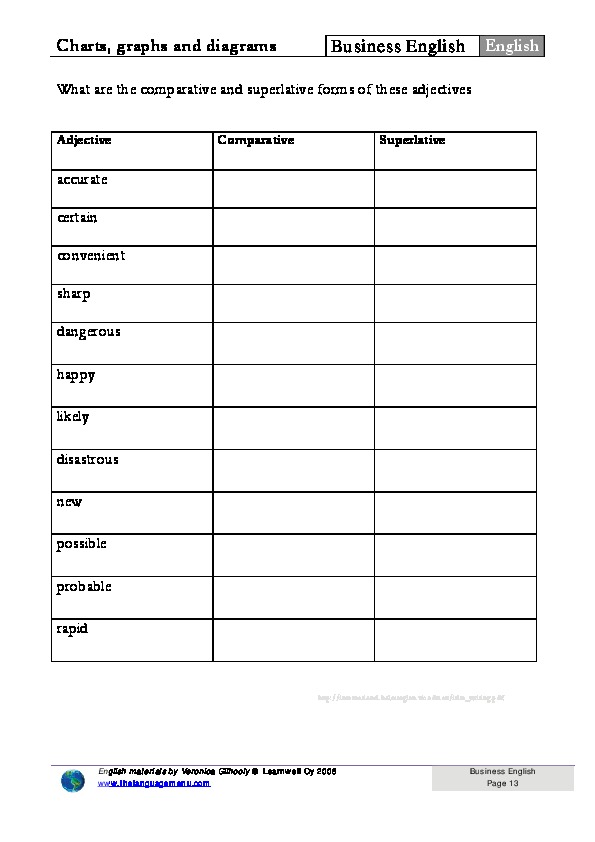 Charts, graphs and diagrams Business English English
What are the comparative and superlative forms of these adjectives
Adjective Comparative Superlative
accurate
certain
convenient
sharp
dangerous
happy
likely
disastrous
new
possible
probable
rapid
English materials by Veronica Gilhooly © Learnwell Oy 2006
www.thelanguagemenu.com
Business English
Page 13